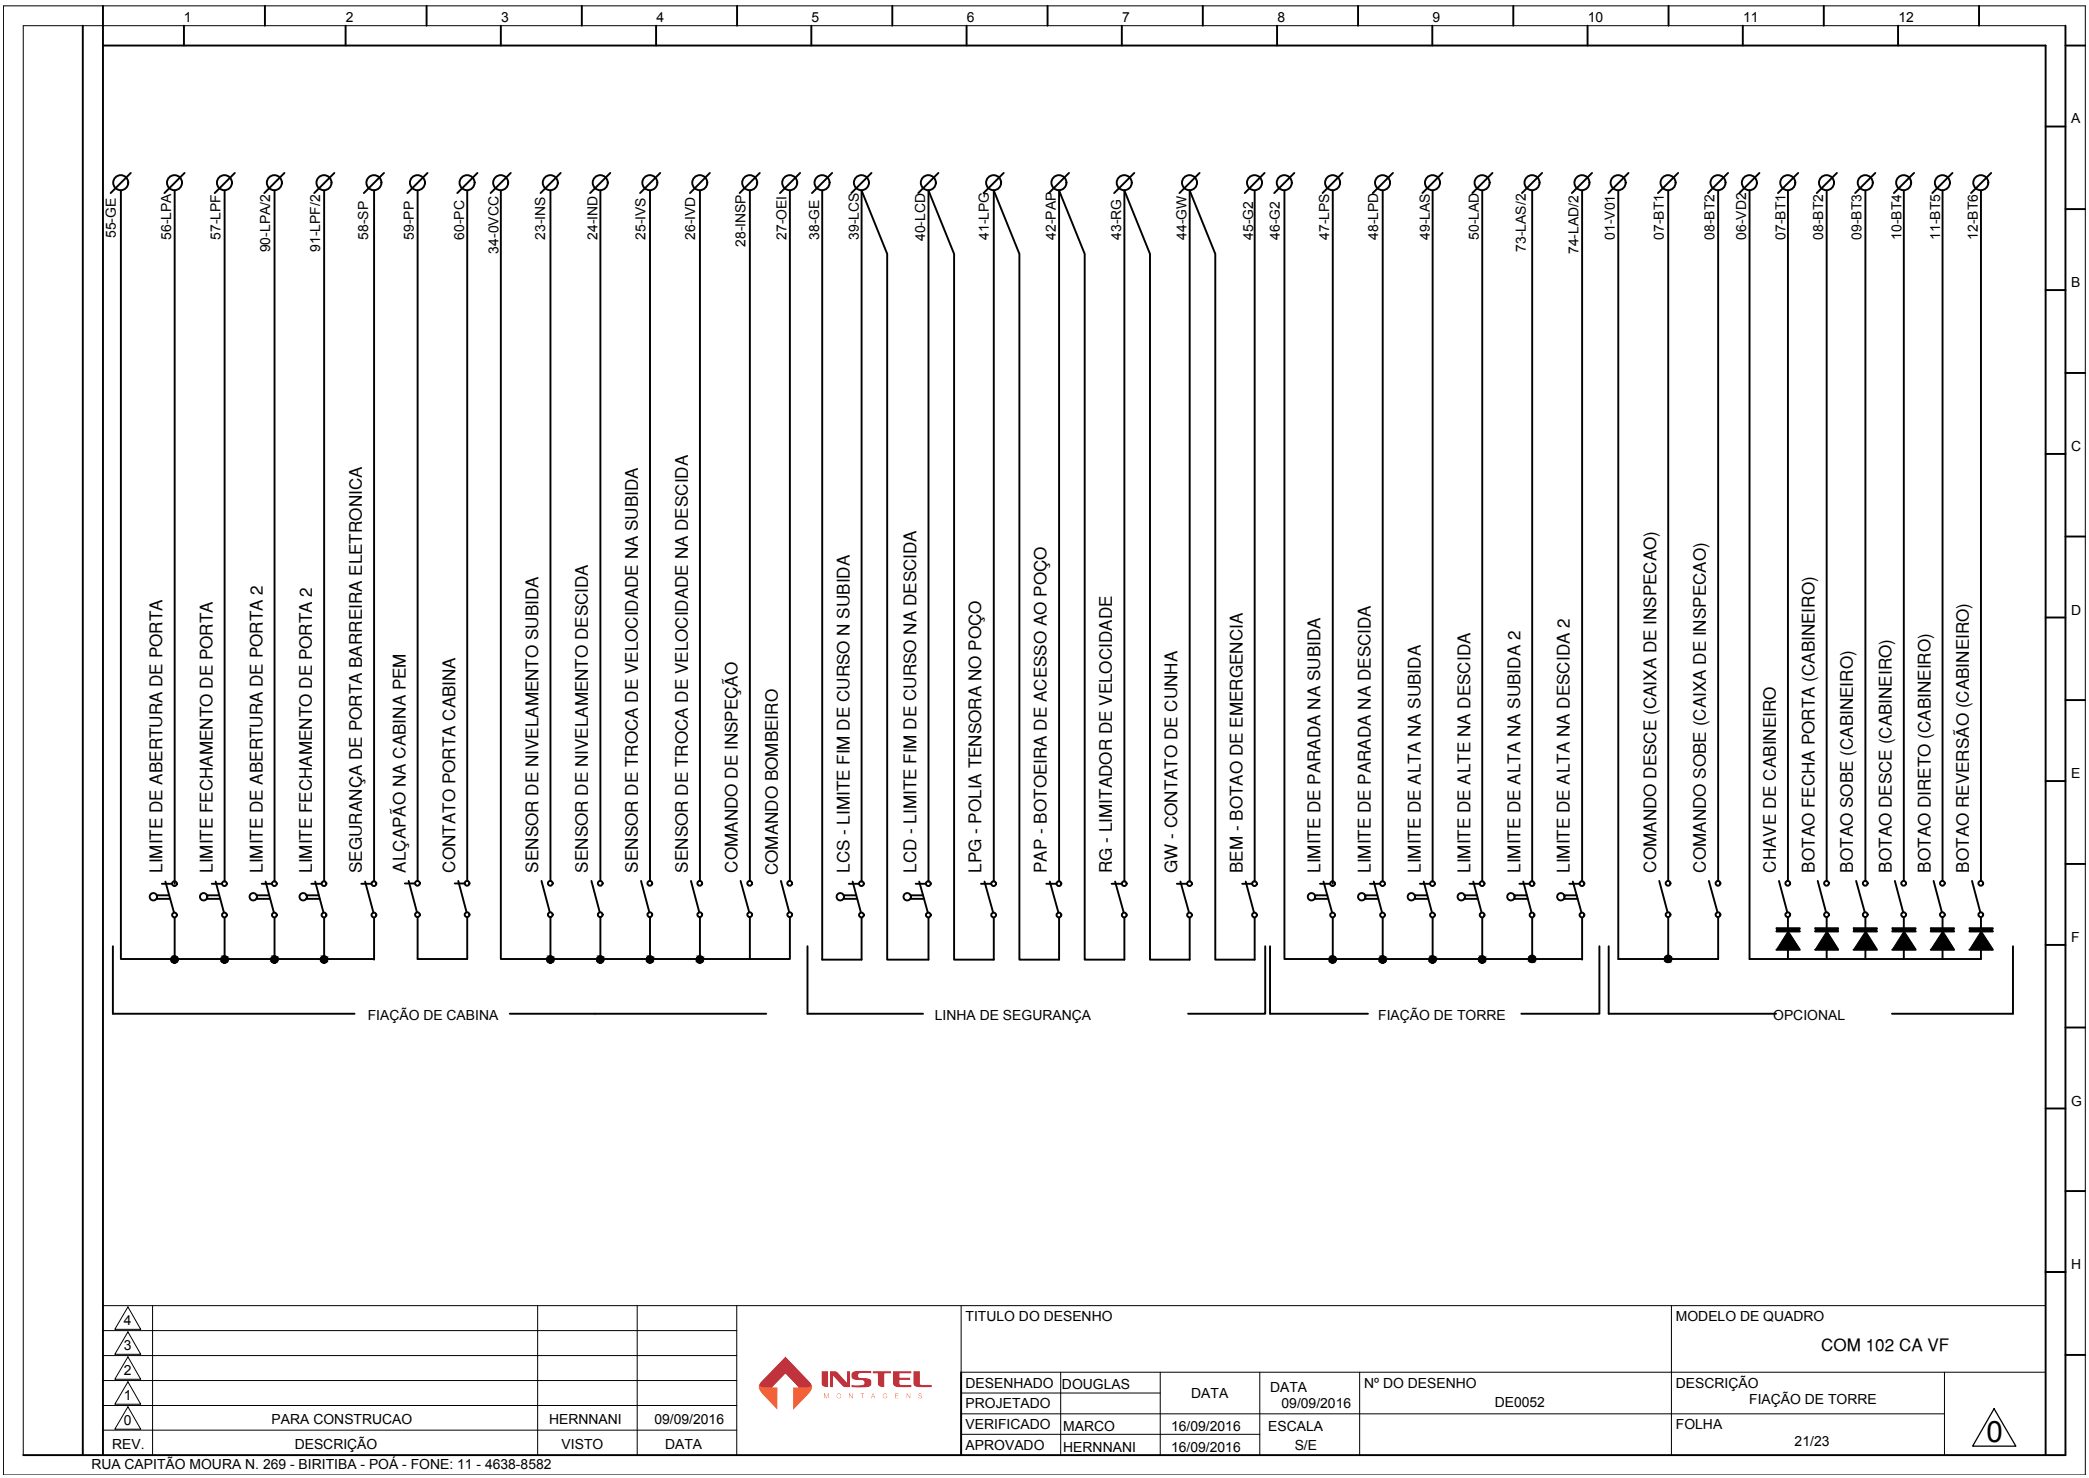 1 2 3 4 5 6 7 8 9 10 11 12
A
B
C
D
E
F
G
H
55-GE
56-LPA
57-LPF
90-LPA/2
91-LPF/2
58-SP
59-PP
60-PC
34-0VCC
23-INS
24-IND
25-IVS
26-IVD
28-INSP
27-OEI
38-GE
39-LCS
40-LCD
41-LPG
42-PAP
43-RG
44-GW
45-G2
46-G2
47-LPS
48-LPD
49-LAS
50-LAD
73-LAS/2
74-LAD/2
01-V01
07-BT1
08-BT2
06-VD2
07-BT1
08-BT2
09-BT3
10-BT4
11-BT5
12-BT6
LIMITE DE ABERTURA DE PORTA
LIMITE FECHAMENTO DE PORTA
LIMITE DE ABERTURA DE PORTA 2
LIMITE FECHAMENTO DE PORTA 2
SEGURANÇA DE PORTA BARREIRA ELETRONICA
ALÇAPÃO NA CABINA PEM
CONTATO PORTA CABINA
SENSOR DE NIVELAMENTO SUBIDA
SENSOR DE NIVELAMENTO DESCIDA
SENSOR DE TROCA DE VELOCIDADE NA SUBIDA
SENSOR DE TROCA DE VELOCIDADE NA DESCIDA
COMANDO DE INSPEÇÃO
COMANDO BOMBEIRO
LCS - LIMITE FIM DE CURSO N SUBIDA
LCD - LIMITE FIM DE CURSO NA DESCIDA
LPG - POLIA TENSORA NO POÇO
PAP - BOTOEIRA DE ACESSO AO POÇO
RG - LIMITADOR DE VELOCIDADE
GW - CONTATO DE CUNHA
BEM - BOTAO DE EMERGENCIA
LIMITE DE PARADA NA SUBIDA
LIMITE DE PARADA NA DESCIDA
LIMITE DE ALTA NA SUBIDA
LIMITE DE ALTE NA DESCIDA
LIMITE DE ALTA NA SUBIDA 2
LIMITE DE ALTA NA DESCIDA 2
COMANDO DESCE (CAIXA DE INSPECAO)
COMANDO SOBE (CAIXA DE INSPECAO)
CHAVE DE CABINEIRO
BOTAO FECHA PORTA (CABINEIRO)
BOTAO SOBE (CABINEIRO)
BOTAO DESCE (CABINEIRO)
BOTAO DIRETO (CABINEIRO)
BOTAO REVERSÃO (CABINEIRO)
FIAÇÃO DE CABINA
LINHA DE SEGURANÇA
FIAÇÃO DE TORRE
OPCIONAL
4
3
2
1
0 PARA CONSTRUCAO HERNNANI 09/09/2016
REV. DESCRIÇÃO VISTO DATA
INSTEL
MONTAGENS
TITULO DO DESENHO
MODELO DE QUADRO
COM 102 CA VF
DESENHADO DOUGLAS
PROJETADO
VERIFICADO MARCO 16/09/2016
APROVADO HERNNANI 16/09/2016
DATA
DATA
09/09/2016
ESCALA
S/E
Nº DO DESENHO
DE0052
DESCRIÇÃO
FIAÇÃO DE TORRE
FOLHA
21/23
0
RUA CAPITÃO MOURA N. 269 - BIRITIBA - POÁ - FONE: 11 - 4638-8582